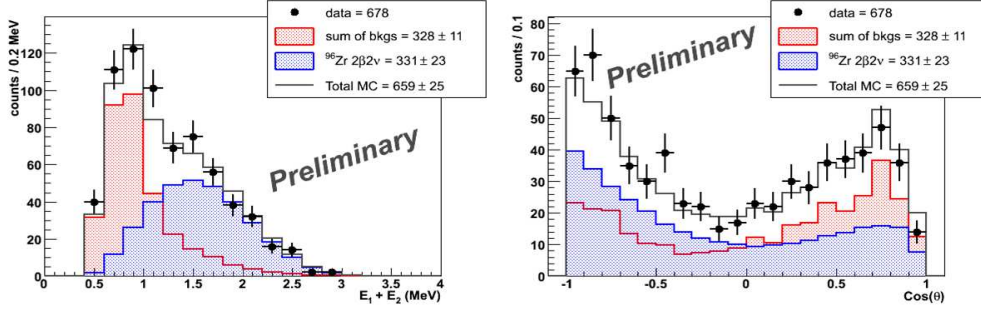 counts / 0.2 MeV
120
100
80
60
40
20
0
0 0.5 1 1.5 2 2.5 3 3.5 4
E₁ + E₂ (MeV)
data = 678
sum of bkgs = 328 ± 11
⁹⁶Zr 2β2ν = 331 ± 23
Total MC = 659 ± 25
Preliminary
counts / 0.1
80
70
60
50
40
30
20
10
0
-1 -0.5 0 0.5 1
Cos(θ)
data = 678
sum of bkgs = 328 ± 11
⁹⁶Zr 2β2ν = 331 ± 23
Total MC = 659 ± 25
Preliminary